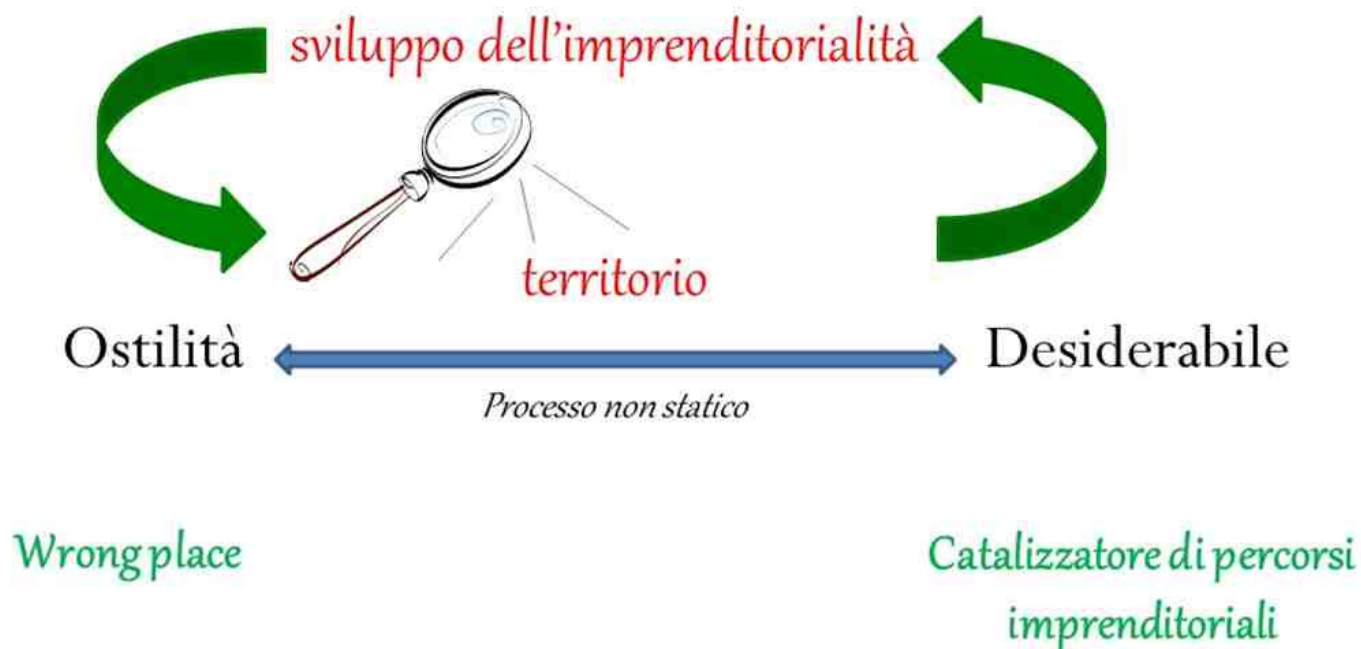 sviluppo dell'imprenditorialità
territorio
Ostilità
Desiderabile
Processo non statico
Wrong place
Catalizzatore di percorsi
imprenditoriali